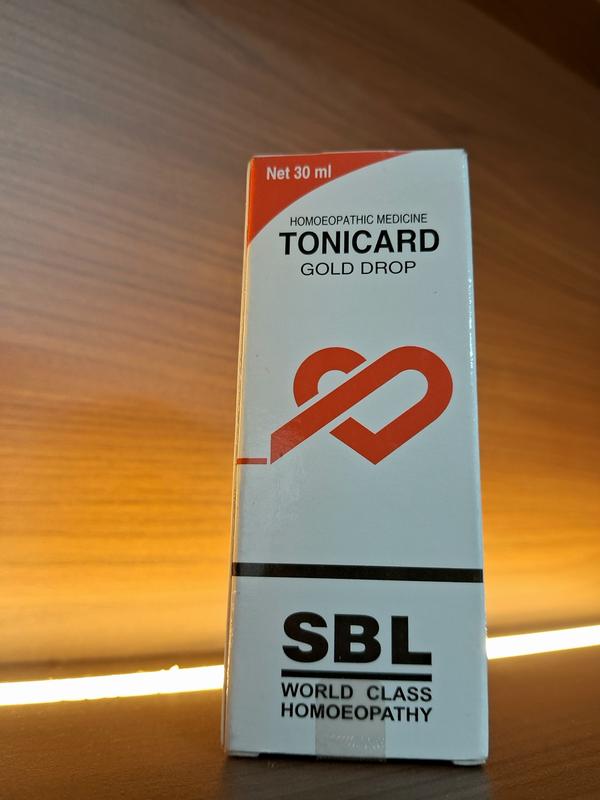 Net 30 ml
HOMOEOPATHIC MEDICINE
TONICARD
GOLD DROP
SBL
WORLD CLASS
HOMOEOPATHY